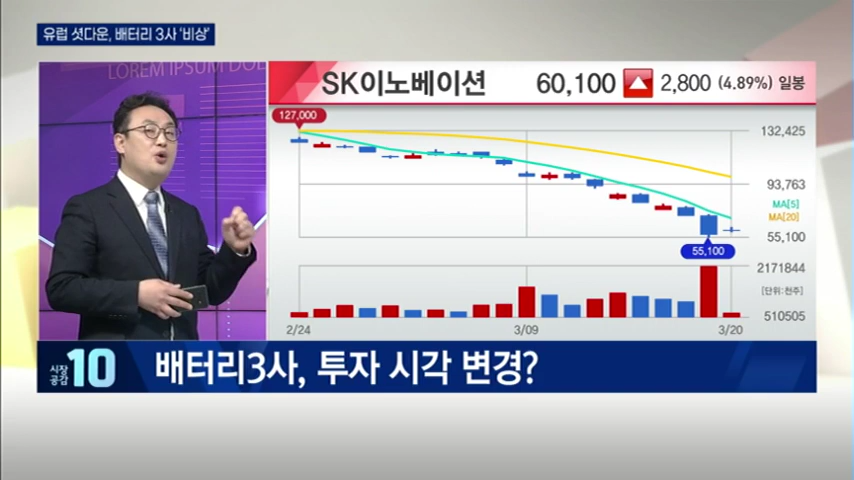 유럽 셧다운, 배터리 3사 '비상'
LOREM IPSUM DOL
SK이노베이션 60,100 2,800 (4.89%) 일봉
127,000
132,425
93,763
MA[5]
MA[20]
55,100
55,100
2171844
[단위:천주]
510505
2/24 3/09 3/20
시장공감 10
배터리3사, 투자 시각 변경?